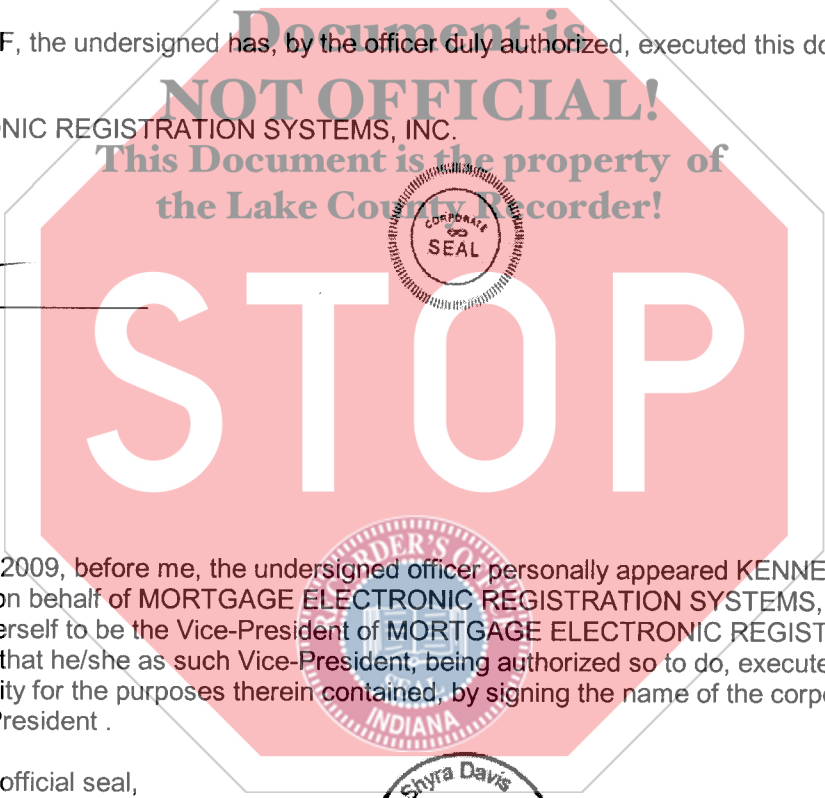 Document is
F, the undersigned has, by the officer duly authorized, executed this do
NOT OFFICIAL!
NIC REGISTRATION SYSTEMS, INC.
This Document is the property of
the Lake County Recorder!
CORPORATE
SEAL
STOP
RECORDER'S
2009, before me, the undersigned officer personally appeared KENNE
on behalf of MORTGAGE ELECTRONIC REGISTRATION SYSTEMS,
erself to be the Vice-President of MORTGAGE ELECTRONIC REGIST
that he/she as such Vice-President, being authorized so to do, execute
ity for the purposes therein contained, by signing the name of the corpo
President .
SEAL
INDIANA
official seal,
Shyra Davis